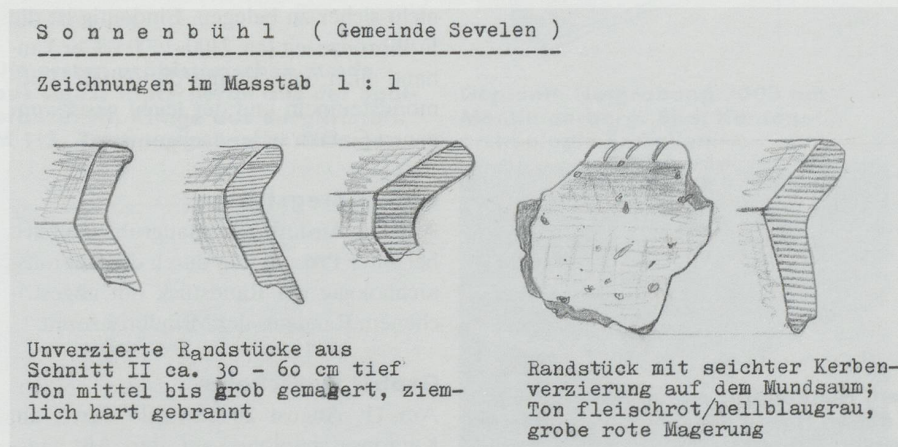 Sonnenbühl ( Gemeinde Sevelen )
Zeichnungen im Masstab 1 : 1
Unverzierte Randstücke aus
Schnitt II ca. 30 - 60 cm tief
Ton mittel bis grob gemagert, ziem-
lich hart gebrannt
Randstück mit seichter Kerben-
verzierung auf dem Mundsaum;
Ton fleischrot/hellblaugrau,
grobe rote Magerung